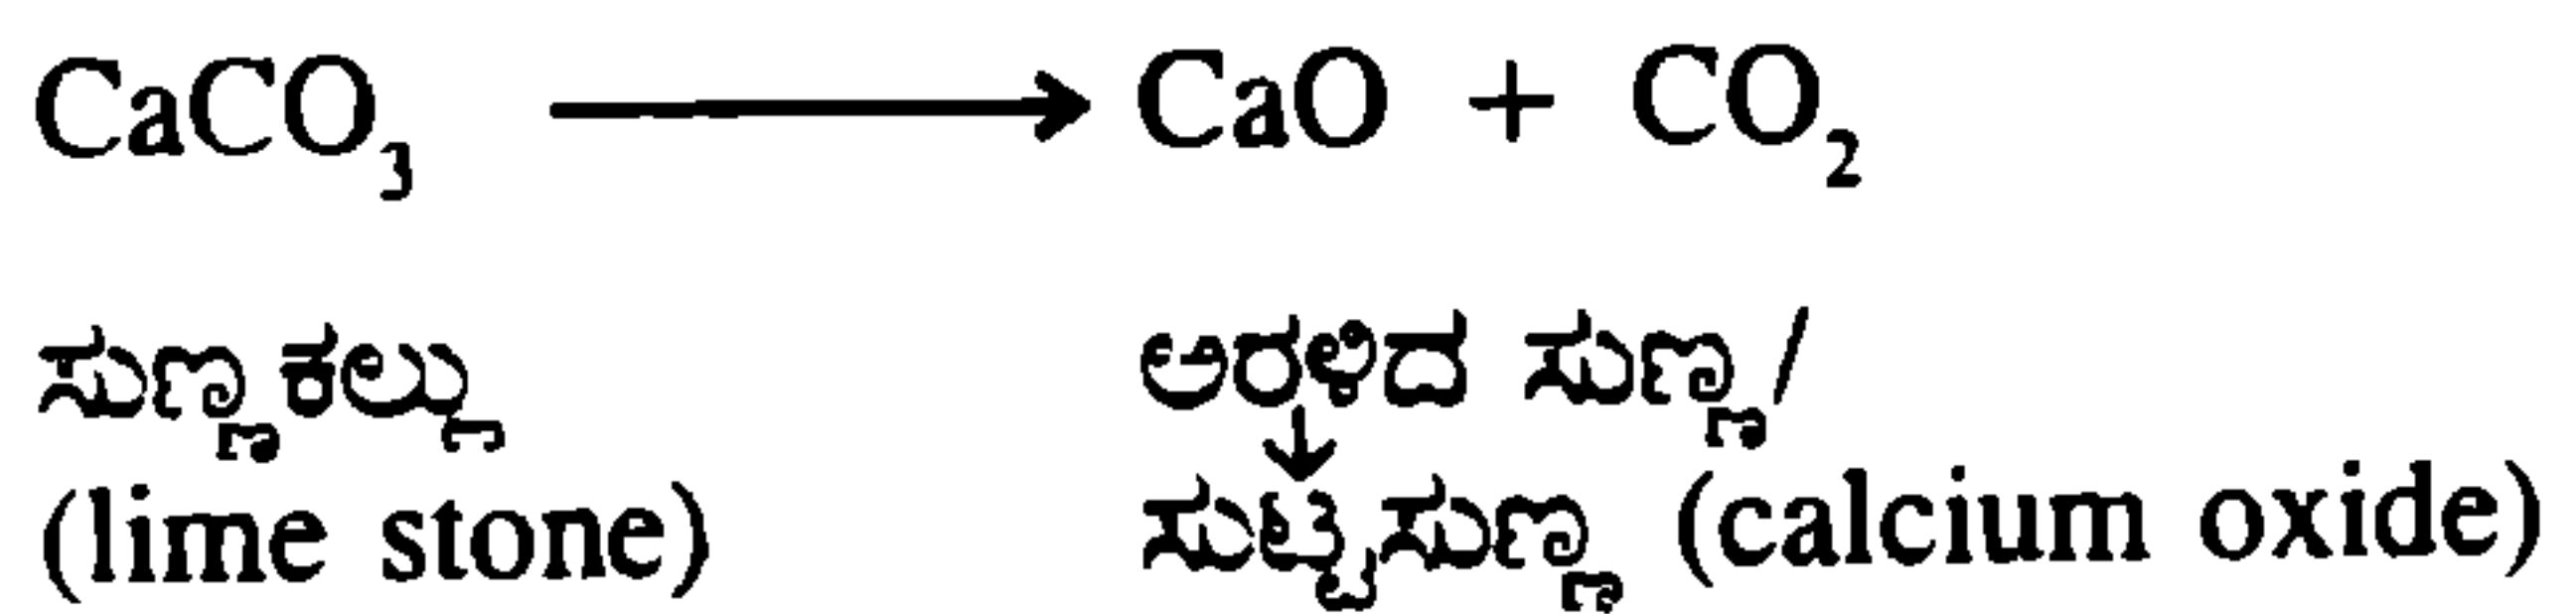 CaCO₃ → CaO + CO₂
ಸುಣ್ಣಕಲ್ಲು ಅರಳಿದ ಸುಣ್ಣ/
↓
(lime stone) ಸುಟ್ಟಸುಣ್ಣ (calcium oxide)